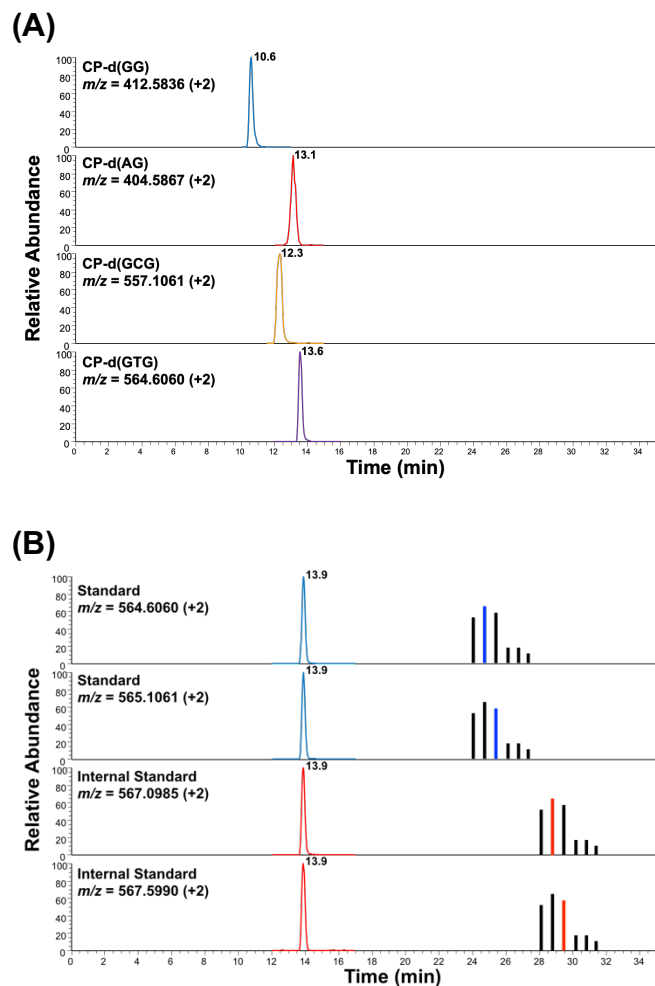 (A)
CP-d(GG)
m/z = 412.5836 (+2)
10.6
100
80
60
40
20
0
CP-d(AG)
m/z = 404.5867 (+2)
13.1
100
80
60
40
20
0
CP-d(GCG)
m/z = 557.1061 (+2)
12.3
100
80
60
40
20
0
CP-d(GTG)
m/z = 564.6060 (+2)
13.6
100
80
60
40
20
0
Relative Abundance
0 2 4 6 8 10 12 14 16 18 20 22 24 26 28 30 32 34
Time (min)
(B)
Standard
m/z = 564.6060 (+2)
13.9
100
80
60
40
20
0
Standard
m/z = 565.1061 (+2)
13.9
100
80
60
40
20
0
Internal Standard
m/z = 567.0985 (+2)
13.9
100
80
60
40
20
0
Internal Standard
m/z = 567.5990 (+2)
13.9
100
80
60
40
20
0
Relative Abundance
0 2 4 6 8 10 12 14 16 18 20 22 24 26 28 30 32 34
Time (min)